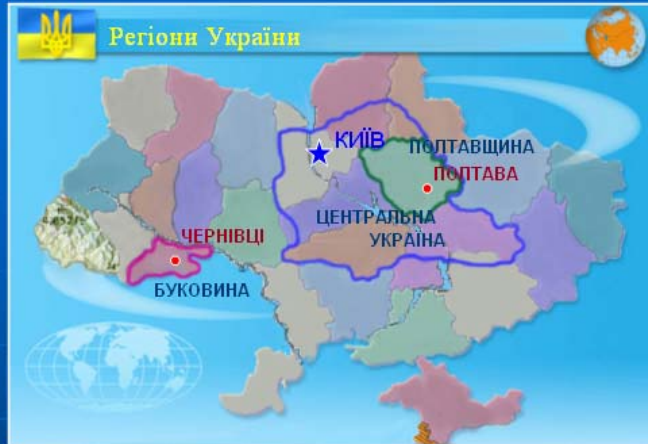 Регіони України
КИЇВ
ПОЛТАВЩИНА
ПОЛТАВА
ЦЕНТРАЛЬНА
УКРАЇНА
ЧЕРНІВЦІ
БУКОВИНА